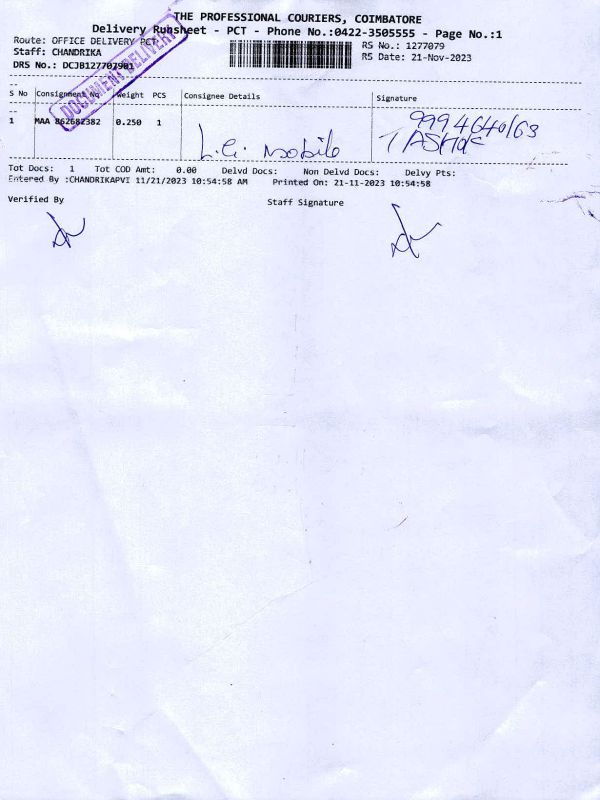 THE PROFESSIONAL COURIERS, COIMBATORE
Delivery Runsheet - PCT - Phone No.:0422-3505555 - Page No.:1
Route: OFFICE DELIVERY PCT
RS No.: 1277079
Staff: CHANDRIKA
RS Date: 21-Nov-2023
DRS No.: DCJB127707901
DOCUMENT DELIVERY
S No Consignment No Weight PCS Consignee Details Signature
1 MAA 862682382 0.250 1
mobile
Tot Docs: 1 Tot COD Amt: 0.00 Delvd Docs: Non Delvd Docs: Delvy Pts:
Entered By :CHANDRIKAPVI 11/21/2023 10:54:58 AM Printed On: 21-11-2023 10:54:58
Verified By Staff Signature